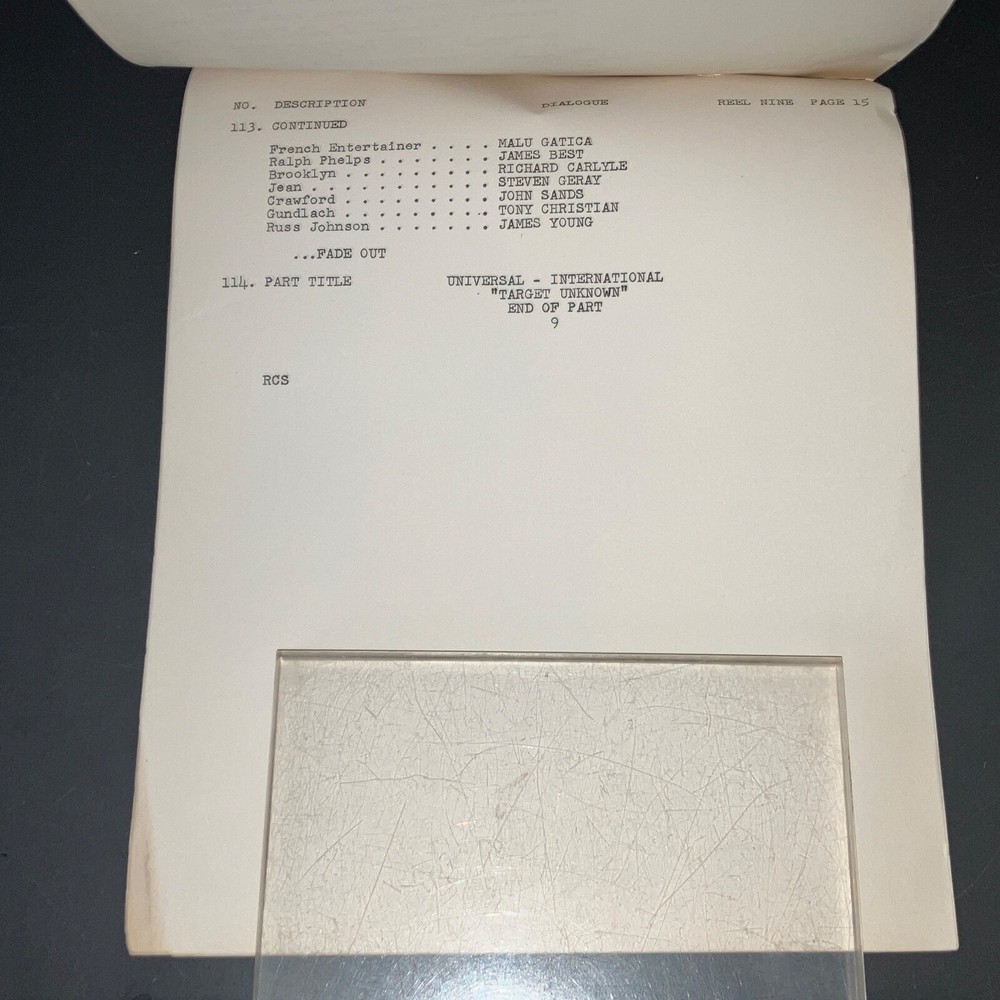 NO. DESCRIPTION DIALOGUE REEL NINE PAGE 15
113. CONTINUED
French Entertainer . . . . MALU GATICA
Ralph Phelps . . . . . . . JAMES BEST
Brooklyn . . . . . . . . . RICHARD CARLYLE
Jean . . . . . . . . . . . STEVEN GERAY
Crawford . . . . . . . . . JOHN SANDS
Gundlach . . . . . . . . . TONY CHRISTIAN
Russ Johnson . . . . . . . JAMES YOUNG
...FADE OUT
114. PART TITLE UNIVERSAL - INTERNATIONAL
"TARGET UNKNOWN"
END OF PART
9
RCS